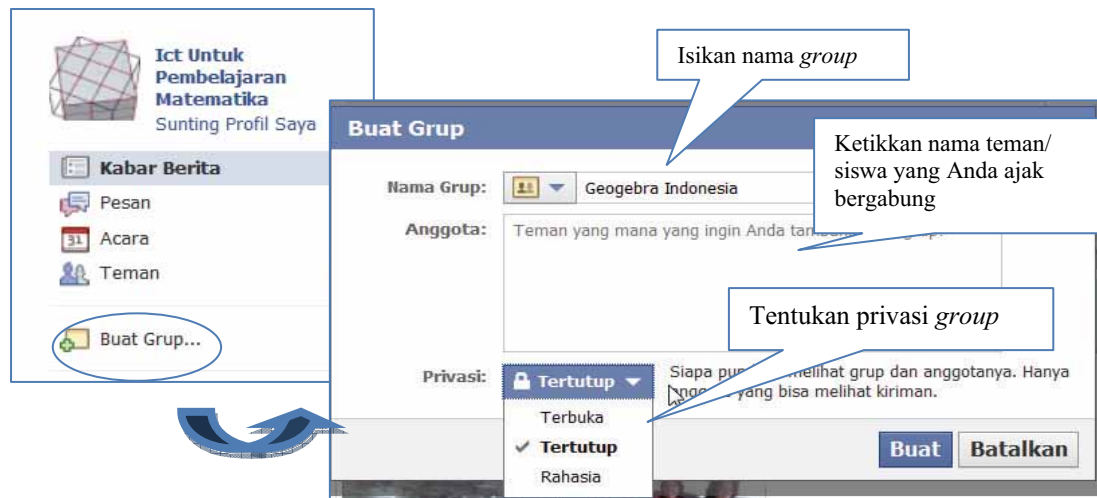 Ict Untuk
Pembelajaran
Matematika
Sunting Profil Saya
Kabar Berita
Pesan
31 Acara
Teman
Buat Grup...
Isikan nama group
Buat Grup
Ketikkan nama teman/
siswa yang Anda ajak
bergabung
Nama Grup: Geogebra Indonesia
Anggota: Teman yang mana yang ingin Anda
Tentukan privasi group
Privasi: Tertutup
Siapa melihat grup dan anggotanya. Hanya
yang bisa melihat kiriman.
Terbuka
Tertutup
Rahasia
Buat Batalkan